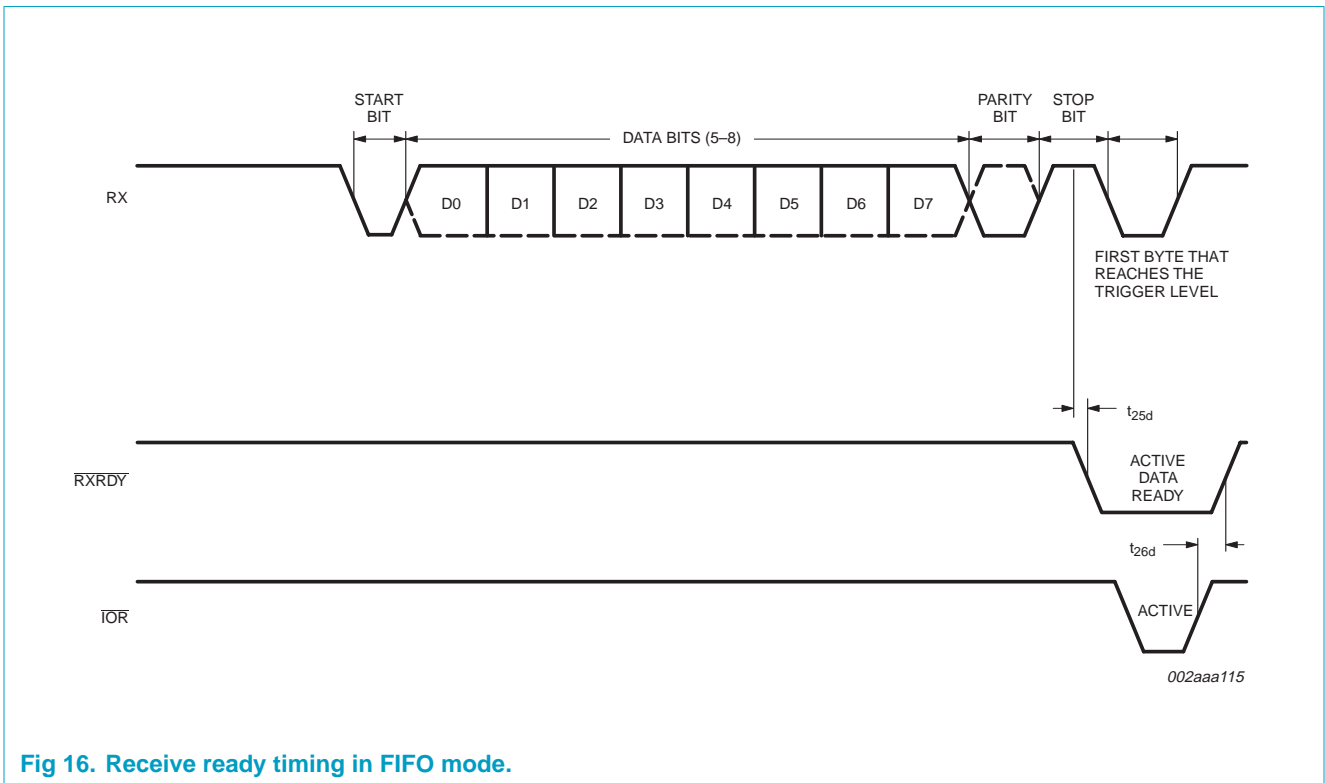 START
BIT
DATA BITS (5–8)
PARITY
BIT
STOP
BIT
RX
D0 D1 D2 D3 D4 D5 D6 D7
FIRST BYTE THAT
REACHES THE
TRIGGER LEVEL
t25d
RXRDY
ACTIVE
DATA
READY
t26d
IOR
ACTIVE
002aaa115
Fig 16. Receive ready timing in FIFO mode.